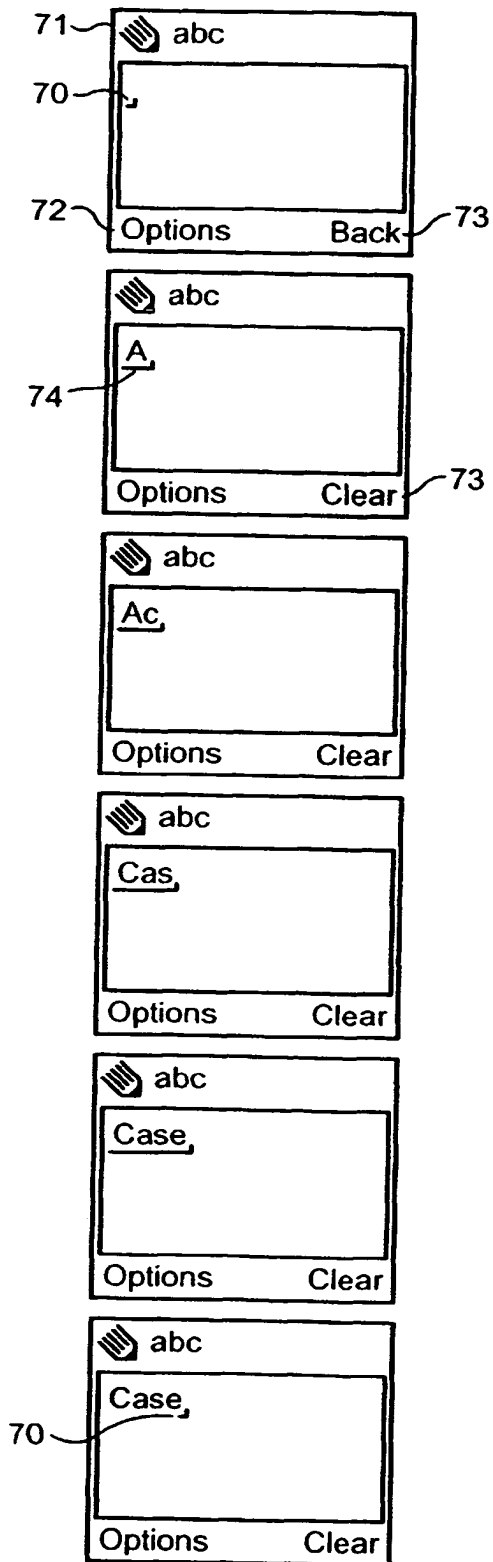 71 abc
70
72 Options Back 73
abc
A
74
Options Clear 73
abc
Ac
Options Clear
abc
Cas
Options Clear
abc
Case
Options Clear
abc
Case
70
Options Clear